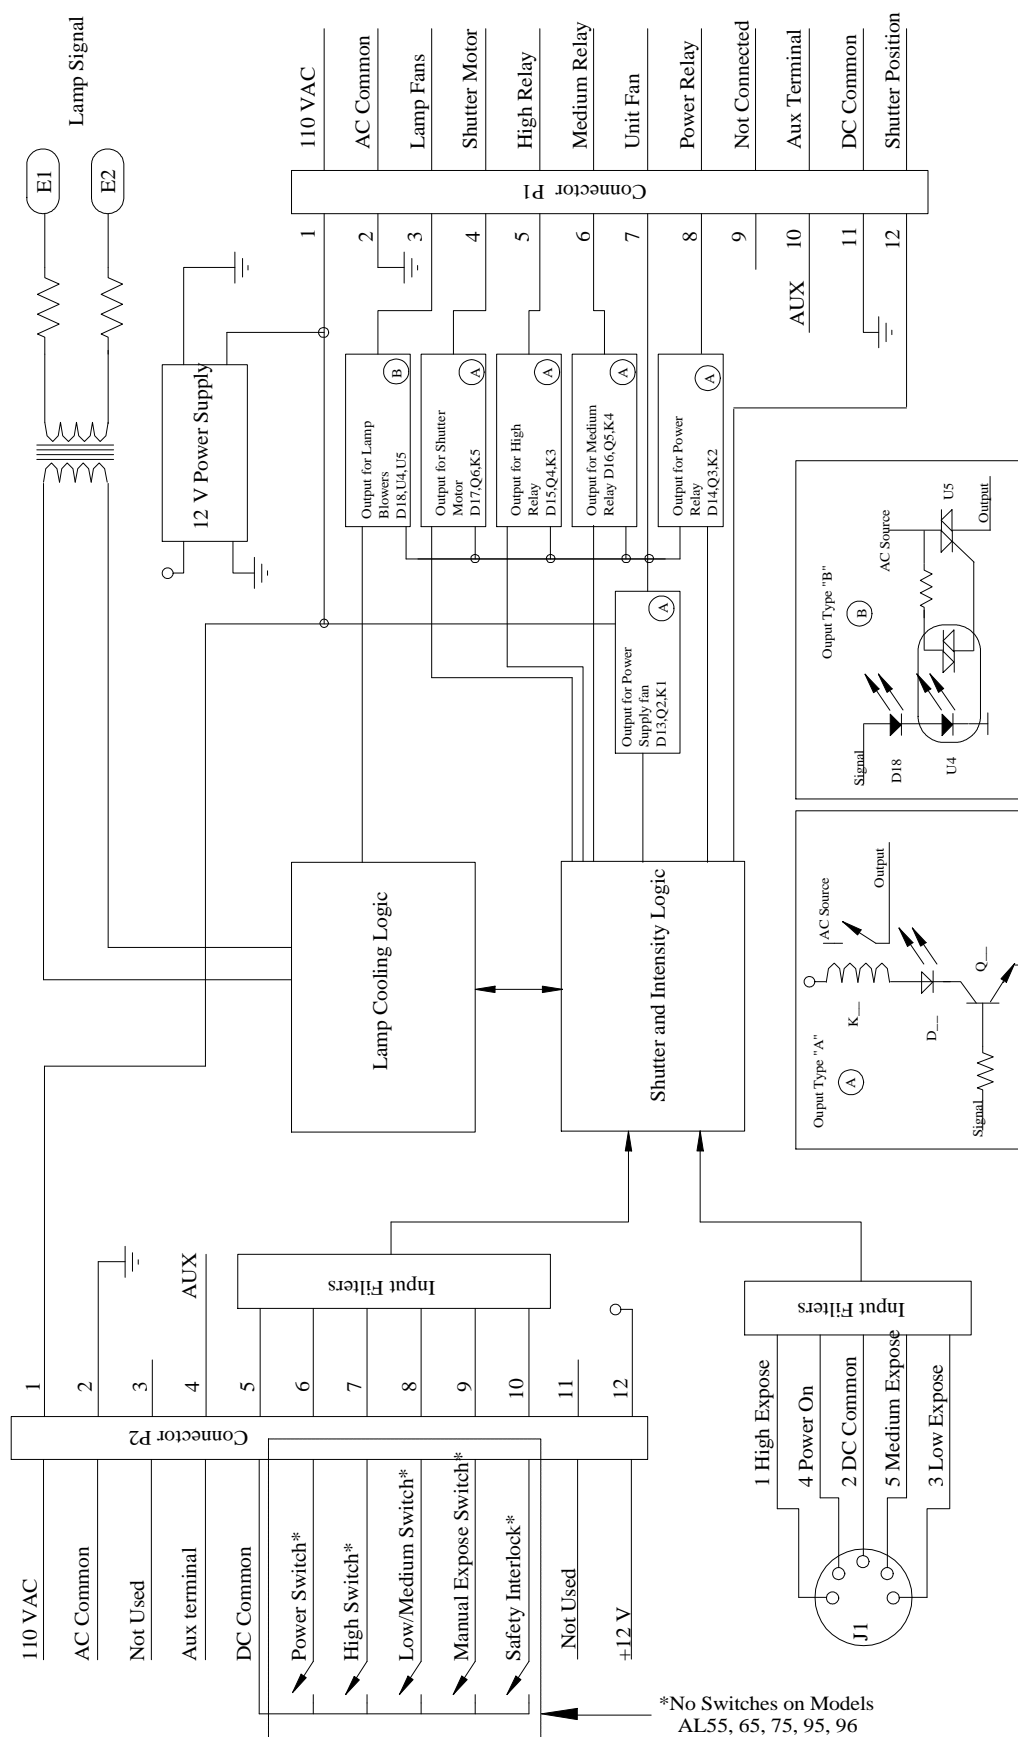 Lamp Signal
E1
E2
110 VAC
AC Common
Lamp Fans
Shutter Motor
High Relay
Medium Relay
Unit Fan
Power Relay
Not Connected
Aux Terminal
DC Common
Shutter Position
Connector P1
1
2
3
4
5
6
7
8
9
10
11
12
AUX
12 V Power Supply
Output for Lamp
Blowers
D18,U4,U5
B
Output for Shutter
Motor
D17,Q6,K5
A
Output for High
Relay
D15,Q4,K3
A
Output for Medium
Relay D16,Q5,K4
A
Output for Power
Relay
D14,Q3,K2
A
Output for Power
Supply fan
D13,Q2,K1
A
Lamp Cooling Logic
Shutter and Intensity Logic
Ouput Type "B"
B
AC Source
U5
Output
Signal
D18
U4
Ouput Type "A"
A
AC Source
Output
K__
D__
Q__
Signal
Input Filters
AUX
1
2
3
4
5
6
7
8
9
10
11
12
Connector P2
110 VAC
AC Common
Not Used
Aux terminal
DC Common
Power Switch*
High Switch*
Low/Medium Switch*
Manual Expose Switch*
Safety Interlock*
Not Used
+12 V
Input Filters
1 High Expose
4 Power On
2 DC Common
5 Medium Expose
3 Low Expose
J1
*No Switches on Models
AL55, 65, 75, 95, 96